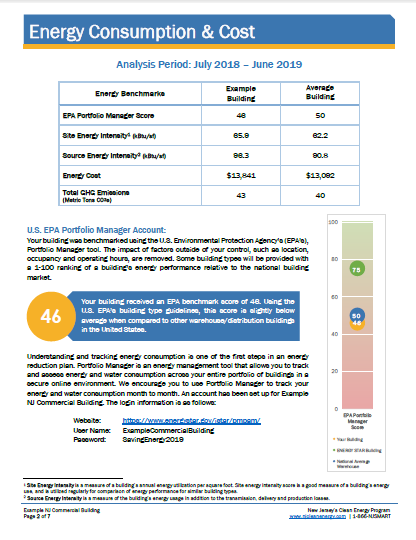 Energy Consumption & Cost
Analysis Period: July 2018 – June 2019
Energy Benchmarks
Example Building
Average Building
EPA Portfolio Manager Score
46
50
Site Energy Intensity¹ (kBtu/sf)
65.9
62.2
Source Energy Intensity² (kBtu/sf)
96.3
90.8
Energy Cost
$13,841
$13,092
Total GHG Emissions
(Metric Tons CO²e)
43
40
U.S. EPA Portfolio Manager Account:
Your building was benchmarked using the U.S. Environmental Protection Agency's (EPA's),
Portfolio Manager tool. The impact of factors outside of your control, such as location,
occupancy and operating hours, are removed. Some building types will be provided with
a 1-100 ranking of a building's energy performance relative to the national building
market.
46
Your building received an EPA benchmark score of 46. Using the
U.S. EPA's building type guidelines, this score is slightly below
average when compared to other warehouse/distribution buildings
in the United States.
Understanding and tracking energy consumption is one of the first steps in an energy
reduction plan. Portfolio Manager is an energy management tool that allows you to track
and assess energy and water consumption across your entire portfolio of buildings in a
secure online environment. We encourage you to use Portfolio Manager to track your
energy and water consumption month to month. An account has been set up for Example
NJ Commercial Building. The login information is as follows:
Website: https://www.energystar.gov/istar/pmpam/
User Name: ExampleCommercialBuilding
Password: SavingEnergy2019
100
80
60
40
20
0
75
50
46
EPA Portfolio
Manager
Score
Your Building
ENERGY STAR Building
National Average
Warehouse
¹ Site Energy Intensity is a measure of a building's annual energy utilization per square foot. Site energy intensity score is a good measure of a building's energy
use, and is utilized regularly for comparison of energy performance for similar building types.
² Source Energy Intensity is a measure of the building's energy usage in addition to the transmission, delivery and production losses.
Example NJ Commercial Building
Page 2 of 7
New Jersey's Clean Energy Program
www.njcleanenergy.com | 1-866-NJSMART